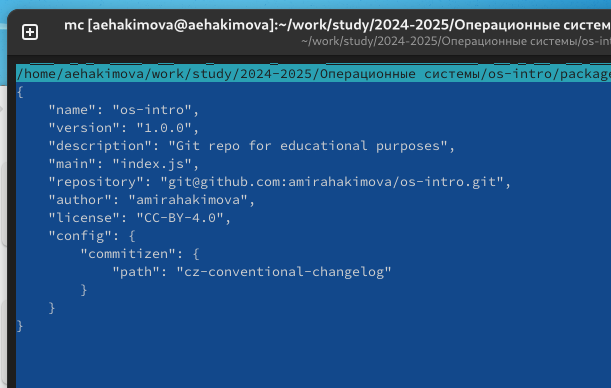 mc [aehakimova@aehakimova]:~/work/study/2024-2025/Операционные систем
~/work/study/2024-2025/Операционные системы/os-int
/home/aehakimova/work/study/2024-2025/Операционные системы/os-intro/packag
{
    "name": "os-intro",
    "version": "1.0.0",
    "description": "Git repo for educational purposes",
    "main": "index.js",
    "repository": "git@github.com:amirahakimova/os-intro.git",
    "author": "amirahakimova",
    "license": "CC-BY-4.0",
    "config": {
        "commitizen": {
            "path": "cz-conventional-changelog"
        }
    }
}